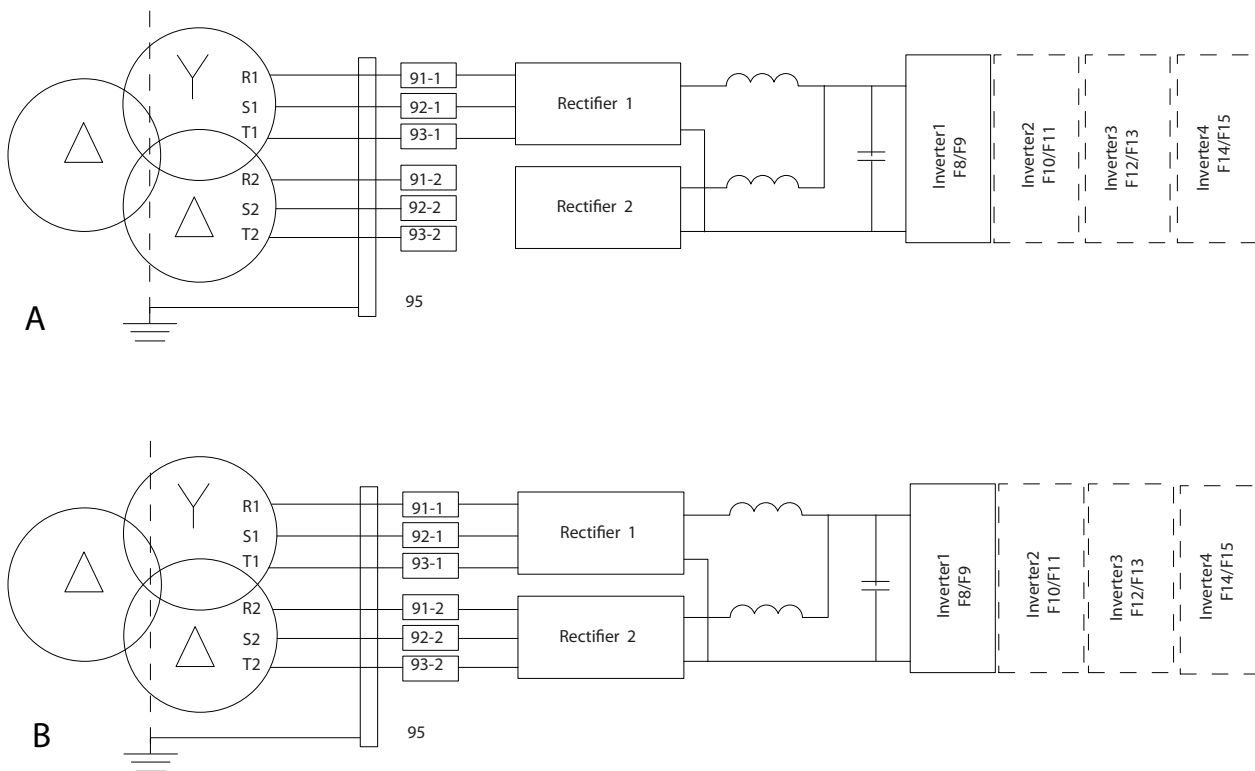 R1
S1
T1
R2
S2
T2
91-1
92-1
93-1
91-2
92-2
93-2
95
Rectifier 1
Rectifier 2
Inverter1
F8/F9
Inverter2
F10/F11
Inverter3
F12/F13
Inverter4
F14/F15
A
R1
S1
T1
R2
S2
T2
91-1
92-1
93-1
91-2
92-2
93-2
95
Rectifier 1
Rectifier 2
Inverter1
F8/F9
Inverter2
F10/F11
Inverter3
F12/F13
Inverter4
F14/F15
B